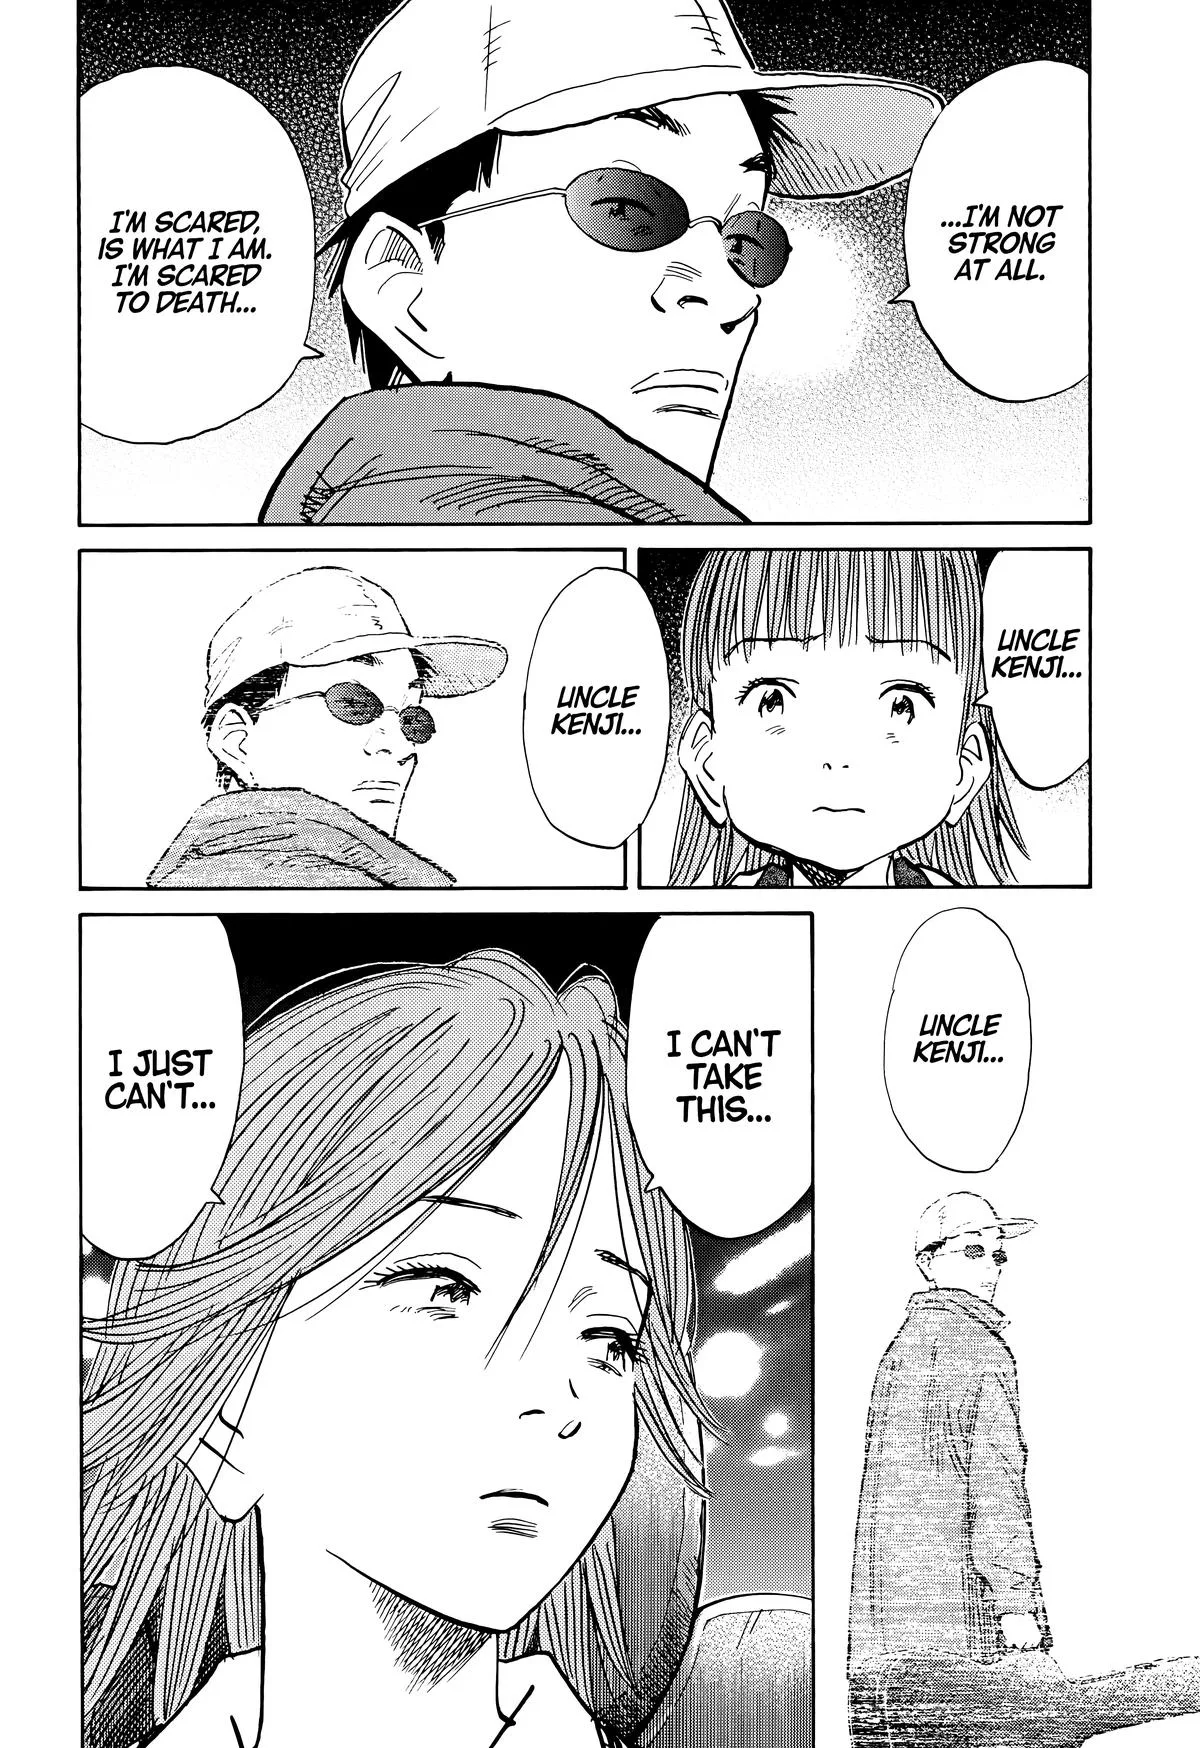 ...I'M NOT
STRONG
AT ALL.
I'M SCARED,
IS WHAT I AM.
I'M SCARED
TO DEATH...
UNCLE
KENJI...
UNCLE
KENJI...
UNCLE
KENJI...
I CAN'T
TAKE
THIS...
I JUST
CAN'T...